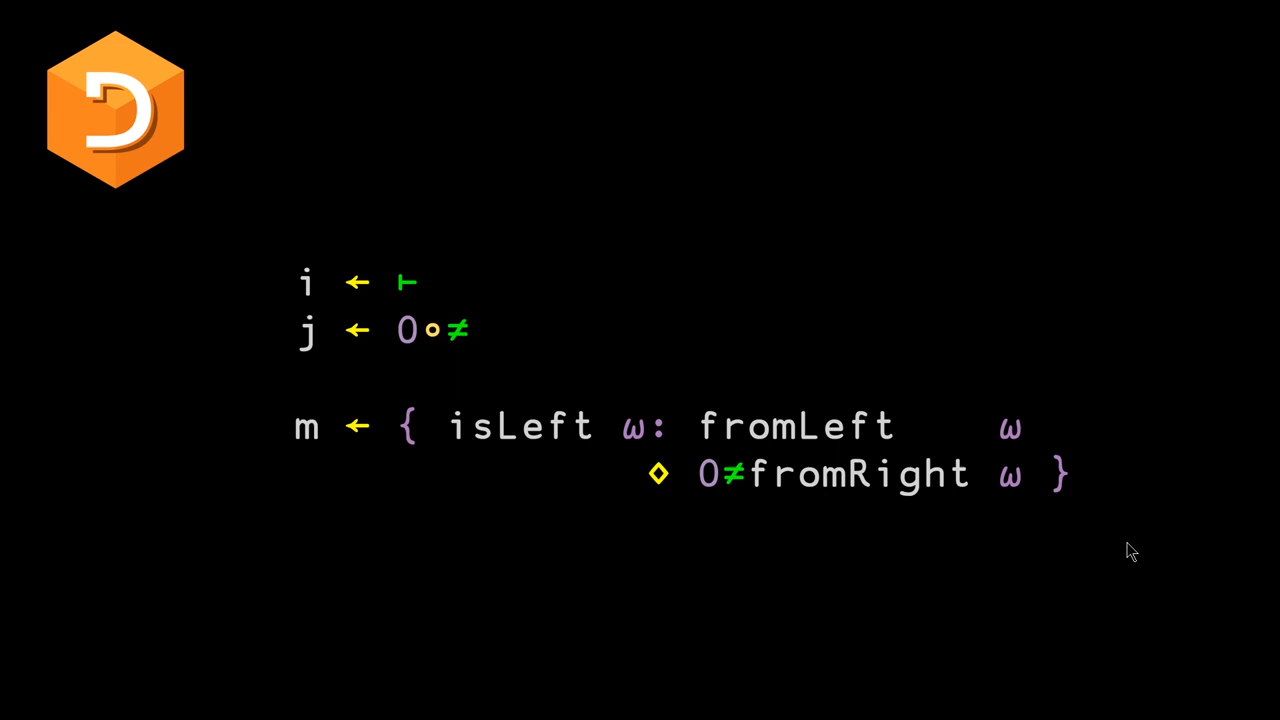 i ← ⊢
j ← 0∘≠
m ← { isLeft ⍵: fromLeft ⍵
⋄ 0≠fromRight ⍵ }